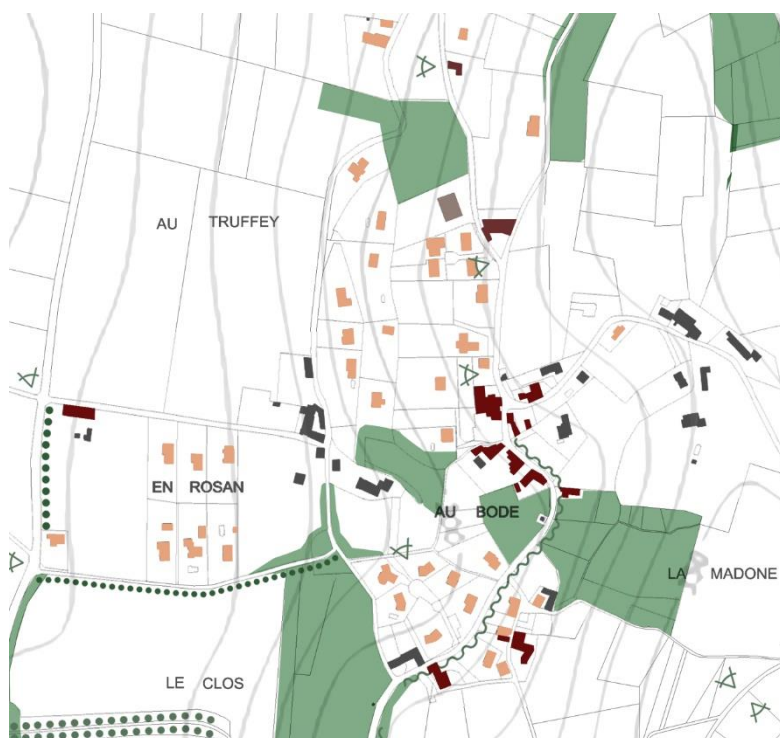 AU TRUFFEY
EN ROSAN
AU BODE
LA MADONE
LE CLOS